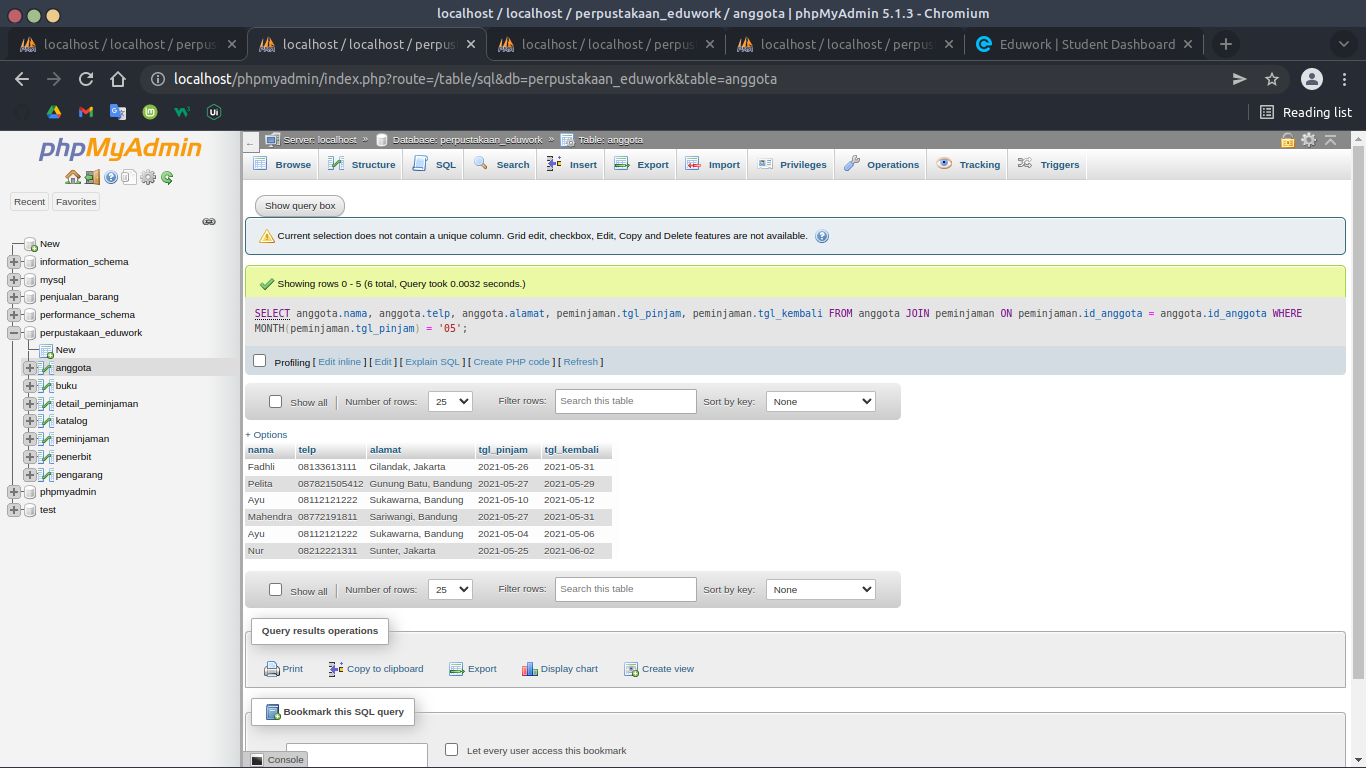 localhost / localhost / perpustakaan_eduwork / anggota | phpMyAdmin 5.1.3 - Chromium
localhost / localhost / perpus
localhost / localhost / perpus
localhost / localhost / perpus
localhost / localhost / perpus
Eduwork | Student Dashboard
localhost/phpmyadmin/index.php?route=/table/sql&db=perpustakaan_eduwork&table=anggota
Reading list
phpMyAdmin
Recent
Favorites
New
information_schema
mysql
penjualan_barang
performance_schema
perpustakaan_eduwork
New
anggota
buku
detail_peminjaman
katalog
peminjaman
penerbit
pengarang
phpmyadmin
test
Server: localhost » Database: perpustakaan_eduwork » Table: anggota
Browse Structure SQL Search Insert Export Import Privileges Operations Tracking Triggers
Show query box
Current selection does not contain a unique column. Grid edit, checkbox, Edit, Copy and Delete features are not available.
Showing rows 0 - 5 (6 total, Query took 0.0032 seconds.)
SELECT anggota.nama, anggota.telp, anggota.alamat, peminjaman.tgl_pinjam, peminjaman.tgl_kembali FROM anggota JOIN peminjaman ON peminjaman.id_anggota = anggota.id_anggota WHERE
MONTH(peminjaman.tgl_pinjam) = '05';
Profiling [ Edit inline ] [ Edit ] [ Explain SQL ] [ Create PHP code ] [ Refresh ]
Show all | Number of rows: 25 Filter rows: Search this table Sort by key: None
+ Options
nama telp alamat tgl_pinjam tgl_kembali
Fadhli 08133613111 Cilandak, Jakarta 2021-05-26 2021-05-31
Pelita 087821505412 Gunung Batu, Bandung 2021-05-27 2021-05-29
Ayu 08112121222 Sukawarna, Bandung 2021-05-10 2021-05-12
Mahendra 08772191811 Sariwangi, Bandung 2021-05-27 2021-05-31
Ayu 08112121222 Sukawarna, Bandung 2021-05-04 2021-05-06
Nur 08212221311 Sunter, Jakarta 2021-05-25 2021-06-02
Show all | Number of rows: 25 Filter rows: Search this table Sort by key: None
Query results operations
Print Copy to clipboard Export Display chart Create view
Bookmark this SQL query
Let every user access this bookmark
Console